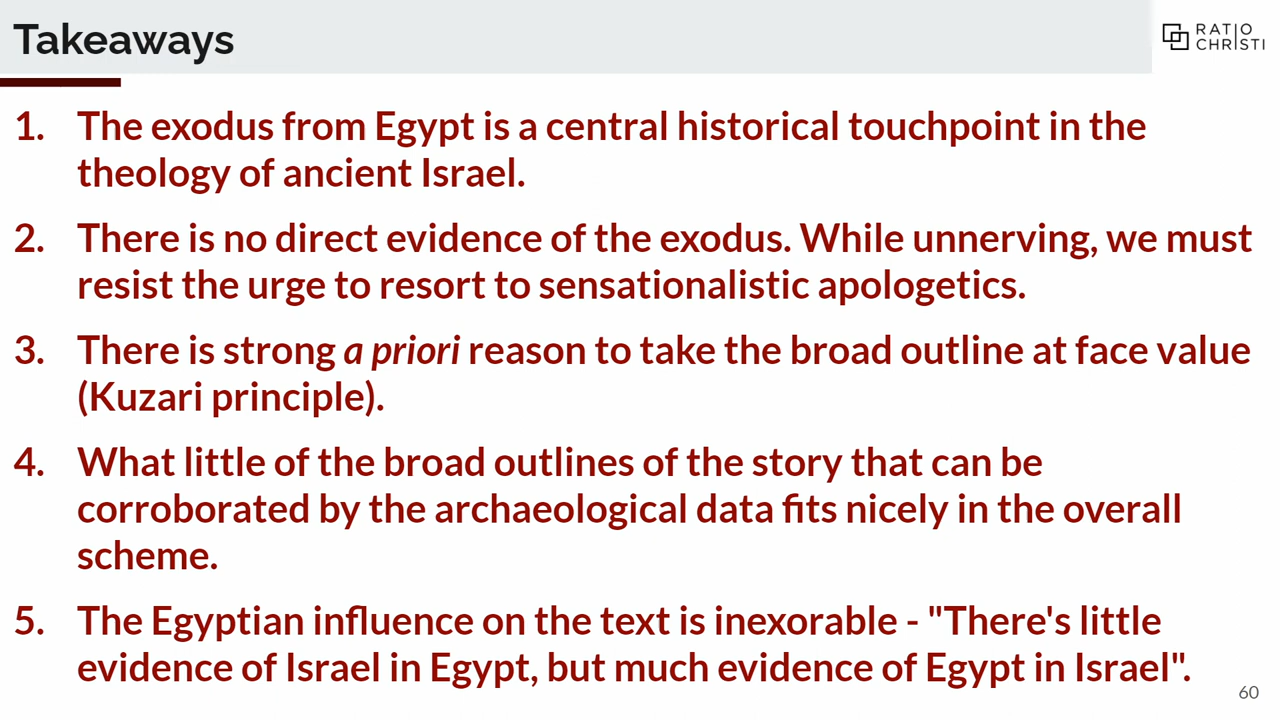 Takeaways
RATIO
CHRISTI
1. The exodus from Egypt is a central historical touchpoint in the
theology of ancient Israel.
2. There is no direct evidence of the exodus. While unnerving, we must
resist the urge to resort to sensationalistic apologetics.
3. There is strong a priori reason to take the broad outline at face value
(Kuzari principle).
4. What little of the broad outlines of the story that can be
corroborated by the archaeological data fits nicely in the overall
scheme.
5. The Egyptian influence on the text is inexorable - "There's little
evidence of Israel in Egypt, but much evidence of Egypt in Israel".
60